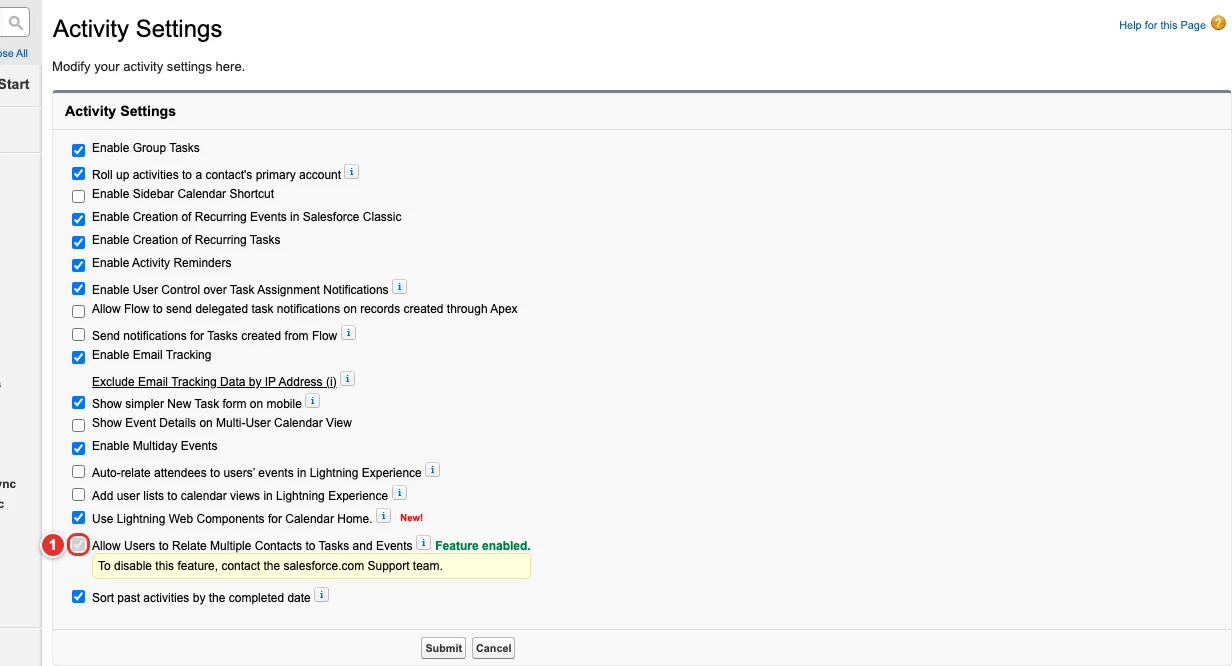 Activity Settings
Help for this Page ?
ose All
Modify your activity settings here.
Start
Activity Settings
Enable Group Tasks
Roll up activities to a contact's primary account i
Enable Sidebar Calendar Shortcut
Enable Creation of Recurring Events in Salesforce Classic
Enable Creation of Recurring Tasks
Enable Activity Reminders
Enable User Control over Task Assignment Notifications i
Allow Flow to send delegated task notifications on records created through Apex
Send notifications for Tasks created from Flow i
Enable Email Tracking
Exclude Email Tracking Data by IP Address (i) i
Show simpler New Task form on mobile i
Show Event Details on Multi-User Calendar View
Enable Multiday Events
Auto-relate attendees to users' events in Lightning Experience i
ync
Add user lists to calendar views in Lightning Experience i
c
Use Lightning Web Components for Calendar Home. i New!
1 Allow Users to Relate Multiple Contacts to Tasks and Events i Feature enabled.
To disable this feature, contact the salesforce.com Support team.
Sort past activities by the completed date i
Submit Cancel